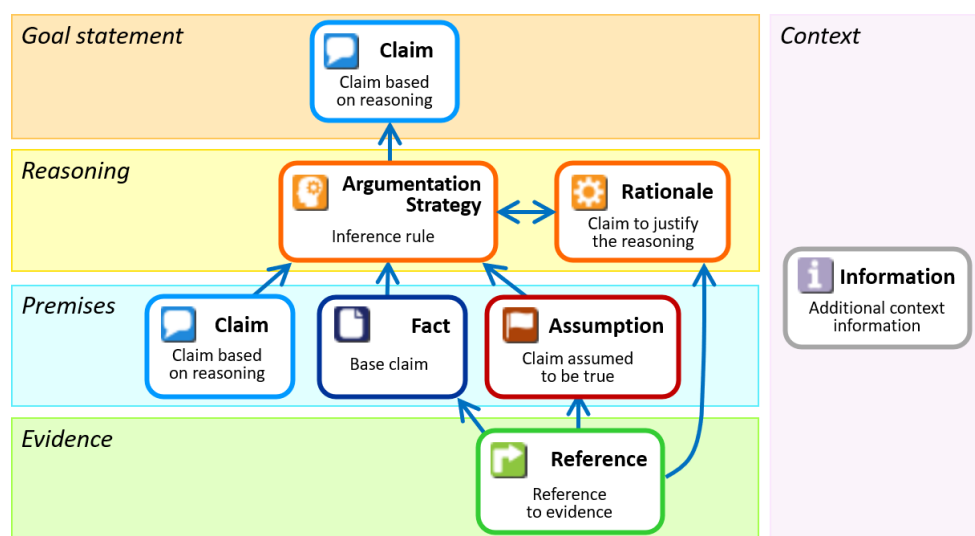 Goal statement
Claim
Claim based
on reasoning
Context
Reasoning
Argumentation
Strategy
Inference rule
Rationale
Claim to justify
the reasoning
Information
Additional context
information
Premises
Claim
Claim based
on reasoning
Fact
Base claim
Assumption
Claim assumed
to be true
Evidence
Reference
Reference
to evidence